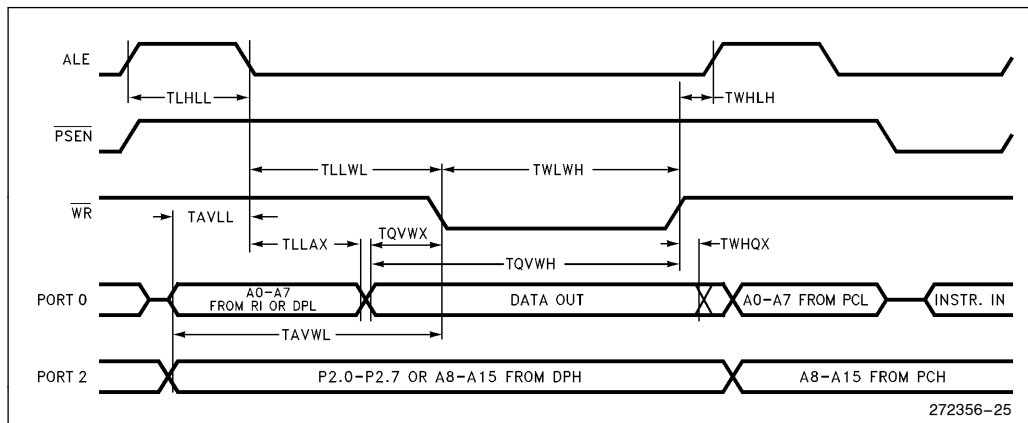 ALE
TLHLL
TWHLH
PSEN
TLLWL
TWLWH
WR
TAVLL
TLLAX
TQVWX
TWHQX
TQVWH
PORT 0
A0-A7
FROM RI OR DPL
DATA OUT
A0-A7 FROM PCL
INSTR. IN
TAVWL
PORT 2
P2.0-P2.7 OR A8-A15 FROM DPH
A8-A15 FROM PCH
272356-25